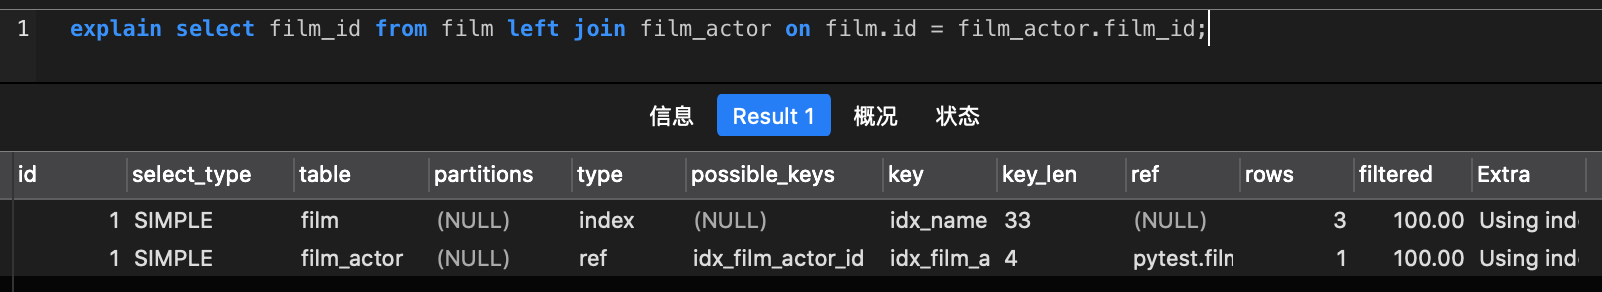 1 explain select film_id from film left join film_actor on film.id = film_actor.film_id;
信息 Result 1 概况 状态
id select_type table partitions type possible_keys key key_len ref rows filtered Extra
1 SIMPLE film (NULL) index (NULL) idx_name 33 (NULL) 3 100.00 Using ind
1 SIMPLE film_actor (NULL) ref idx_film_actor_id idx_film_a 4 pytest.film 1 100.00 Using ind